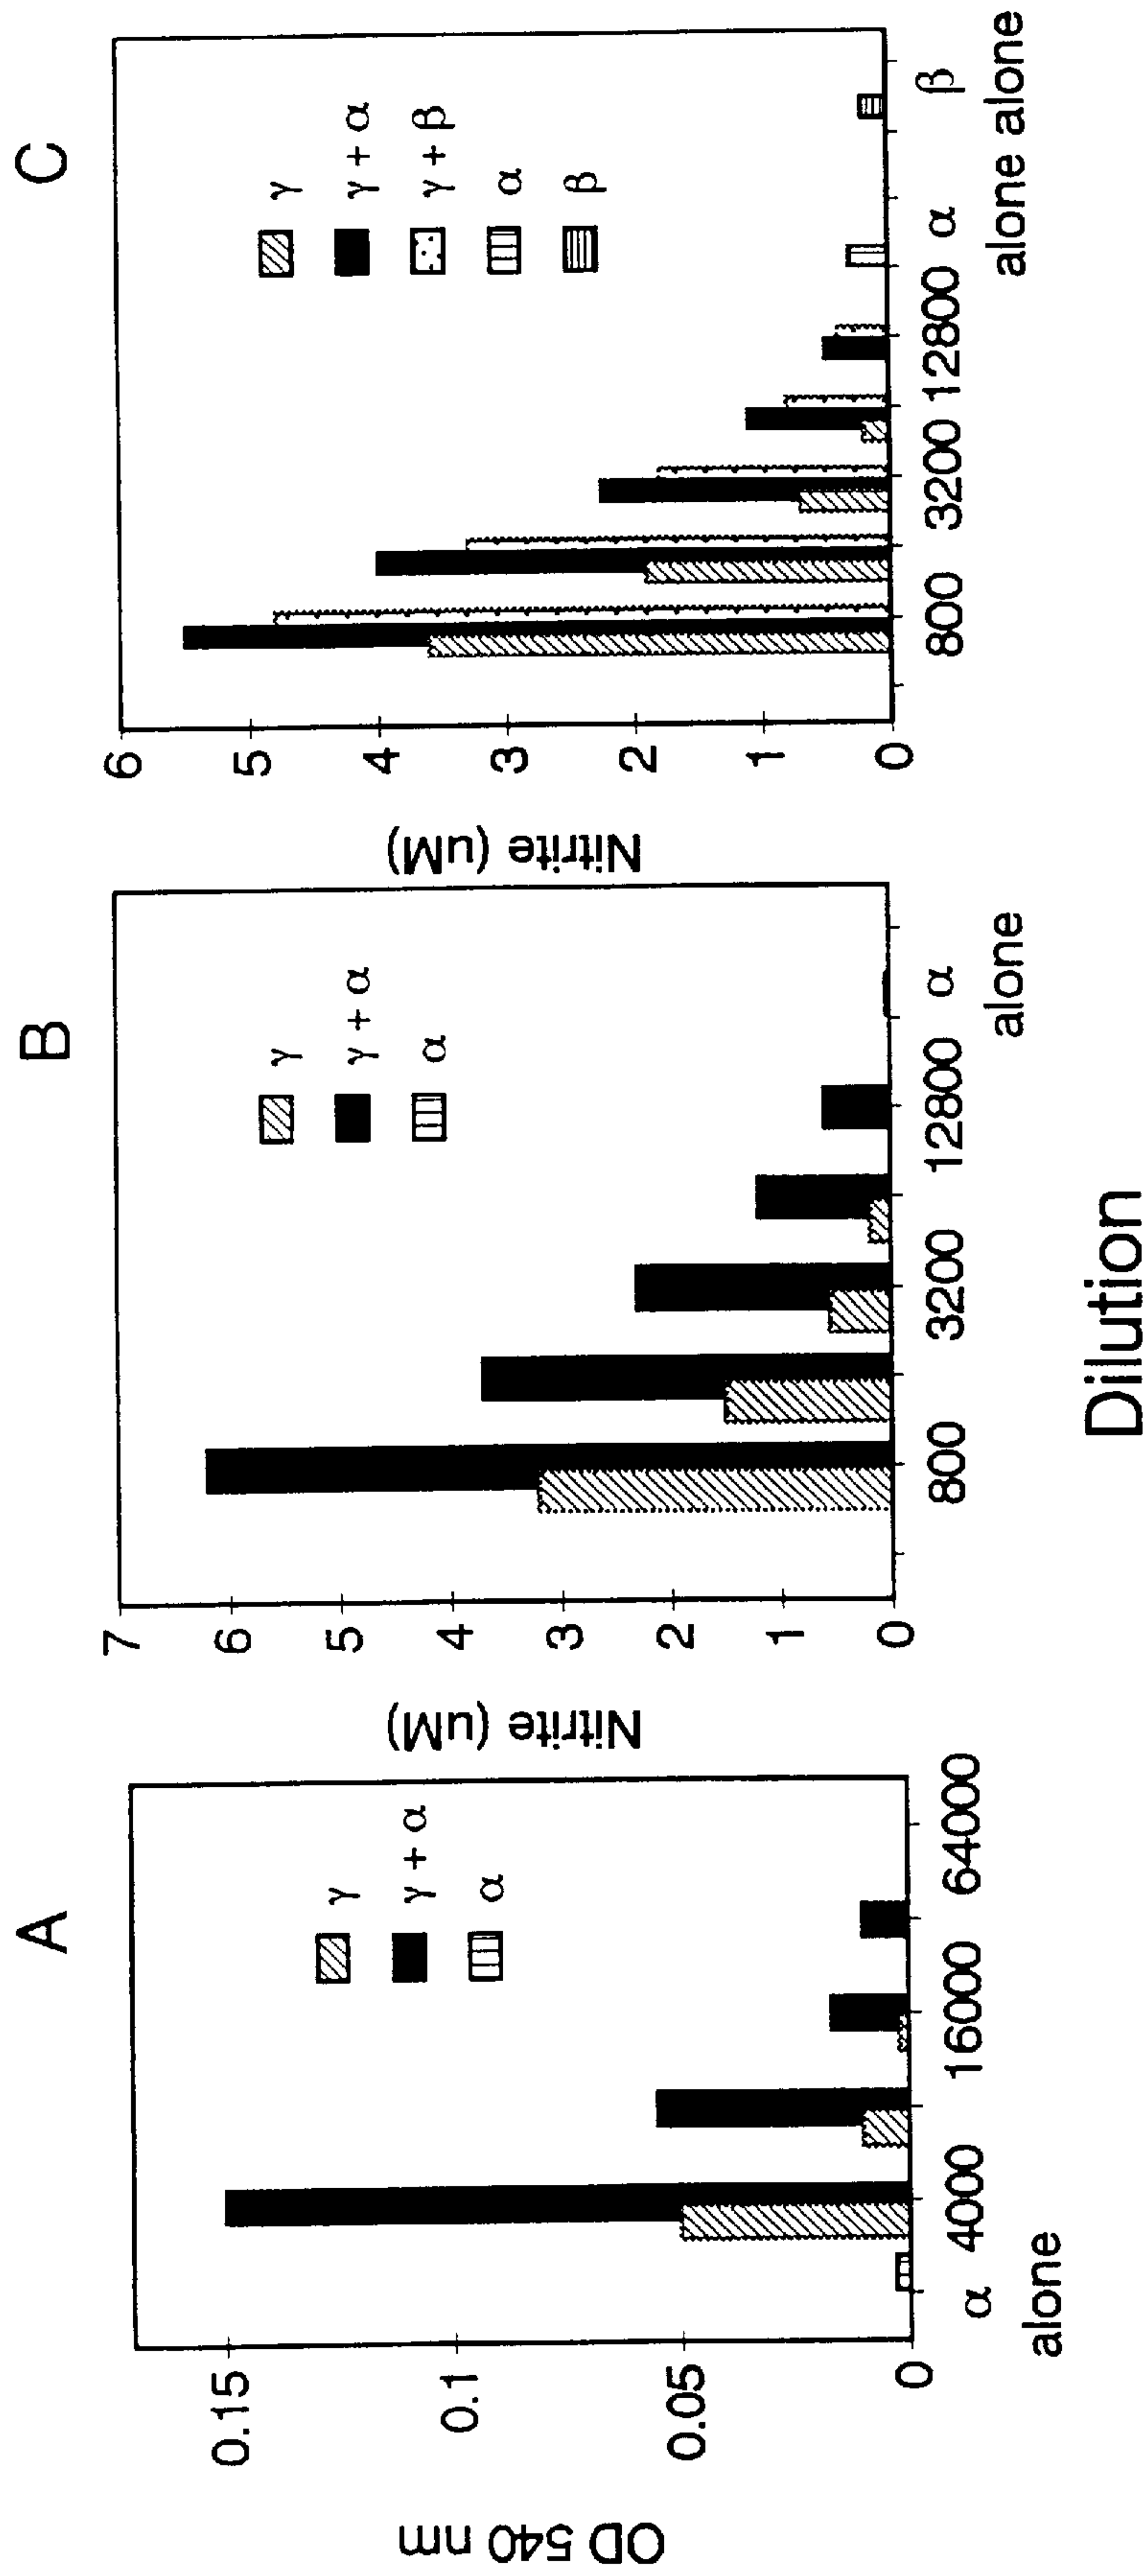 A
OD 540 nm
0.15
0.1
0.05
0
γ
γ + α
α
α 4000 16000 64000
alone
B
Nitrite (uM)
7
6
5
4
3
2
1
0
γ
γ + α
α
800 3200 12800 α
alone
C
Nitrite (uM)
6
5
4
3
2
1
0
γ
γ + α
γ + β
α
β
800 3200 12800 α β
alone alone
Dilution